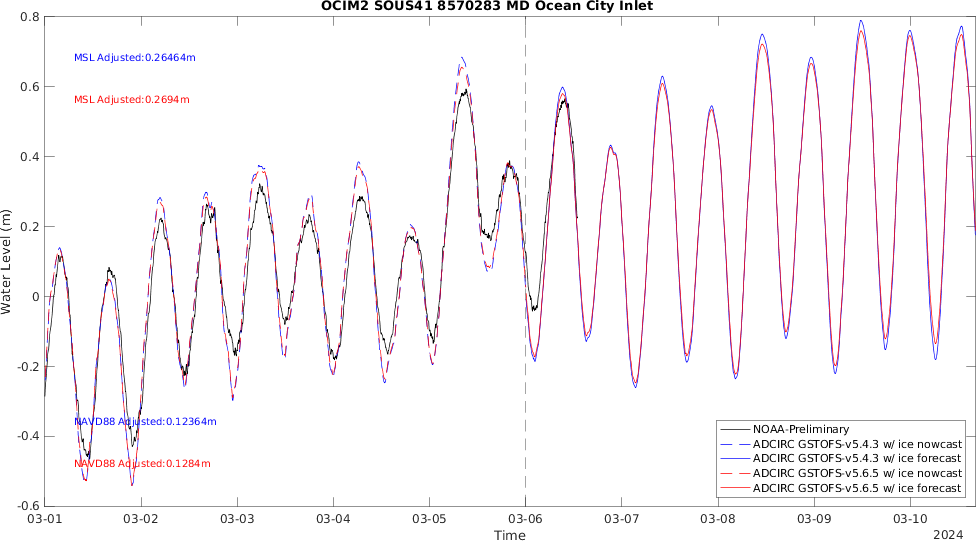 OCIM2 SOUS41 8570283 MD Ocean City Inlet
0.8
0.6
0.4
0.2
0
-0.2
-0.4
-0.6
Water Level (m)
MSL Adjusted:0.26464m
MSL Adjusted:0.2694m
NAVD88 Adjusted:0.12364m
NAVD88 Adjusted:0.1284m
NOAA-Preliminary
ADCIRC GSTOFS-v5.4.3 w/ ice nowcast
ADCIRC GSTOFS-v5.4.3 w/ ice forecast
ADCIRC GSTOFS-v5.6.5 w/ ice nowcast
ADCIRC GSTOFS-v5.6.5 w/ ice forecast
03-01 03-02 03-03 03-04 03-05 03-06 03-07 03-08 03-09 03-10
Time
2024